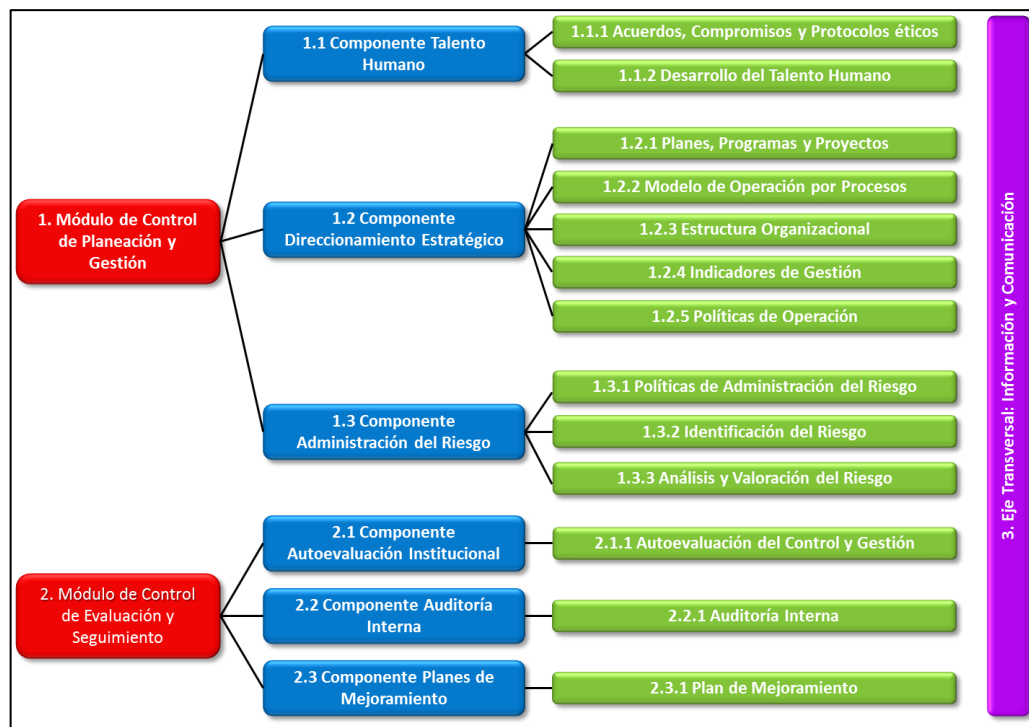 1. Módulo de Control
de Planeación y
Gestión
1.1 Componente Talento
Humano
1.1.1 Acuerdos, Compromisos y Protocolos éticos
1.1.2 Desarrollo del Talento Humano
1.2 Componente
Direccionamiento Estratégico
1.2.1 Planes, Programas y Proyectos
1.2.2 Modelo de Operación por Procesos
1.2.3 Estructura Organizacional
1.2.4 Indicadores de Gestión
1.2.5 Políticas de Operación
1.3 Componente
Administración del Riesgo
1.3.1 Políticas de Administración del Riesgo
1.3.2 Identificación del Riesgo
1.3.3 Análisis y Valoración del Riesgo
2. Módulo de Control
de Evaluación y
Seguimiento
2.1 Componente
Autoevaluación Institucional
2.1.1 Autoevaluación del Control y Gestión
2.2 Componente Auditoría
Interna
2.2.1 Auditoría Interna
2.3 Componente Planes de
Mejoramiento
2.3.1 Plan de Mejoramiento
3. Eje Transversal: Información y Comunicación